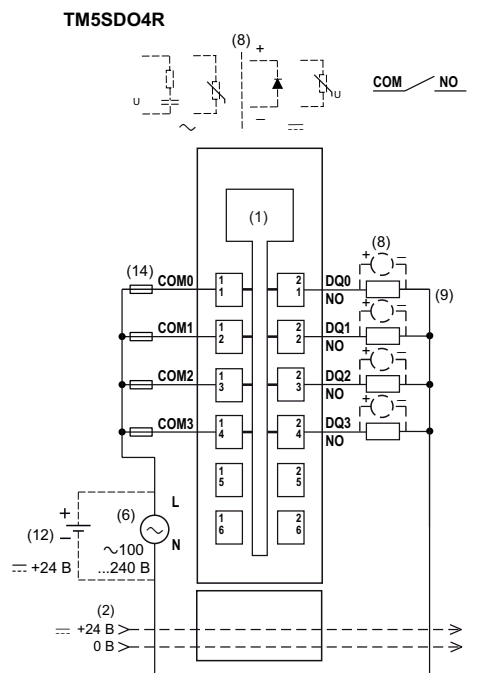 TM5SDO4R
(8)
+
U
U
–
COM NO
(1)
(8)
(14) COM0 1 1 2 1 DQ0 NO + (9)
COM1 1 2 2 2 DQ1 NO +
COM2 1 3 2 3 DQ2 NO +
COM3 1 4 2 4 DQ3 NO +
1 5 2 5
1 6 2 6
L
+
(6)
(12) –
N
~100
+24 В ...240 В
(2)
+24 В
0 В